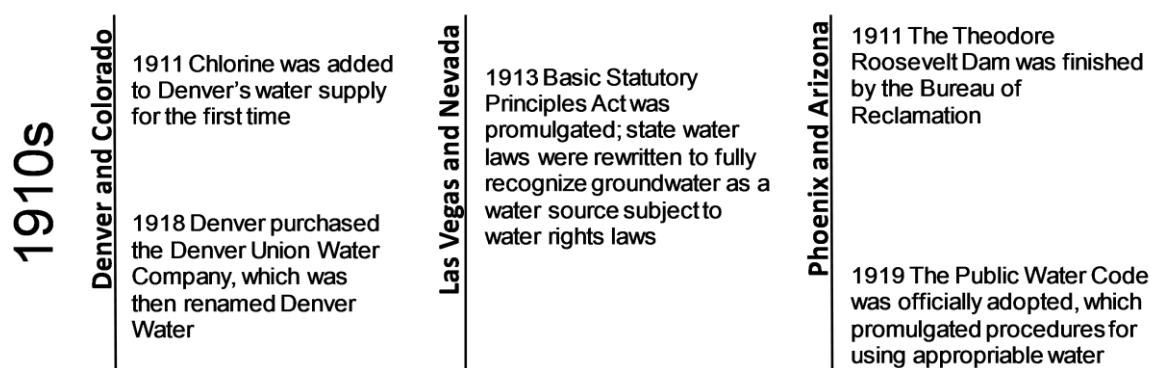 1910s
Denver and Colorado
1911 Chlorine was added
to Denver's water supply
for the first time
1918 Denver purchased
the Denver Union Water
Company, which was
then renamed Denver
Water
Las Vegas and Nevada
1913 Basic Statutory
Principles Act was
promulgated; state water
laws were rewritten to fully
recognize groundwater as a
water source subject to
water rights laws
Phoenix and Arizona
1911 The Theodore
Roosevelt Dam was finished
by the Bureau of
Reclamation
1919 The Public Water Code
was officially adopted, which
promulgated procedures for
using appropriable water